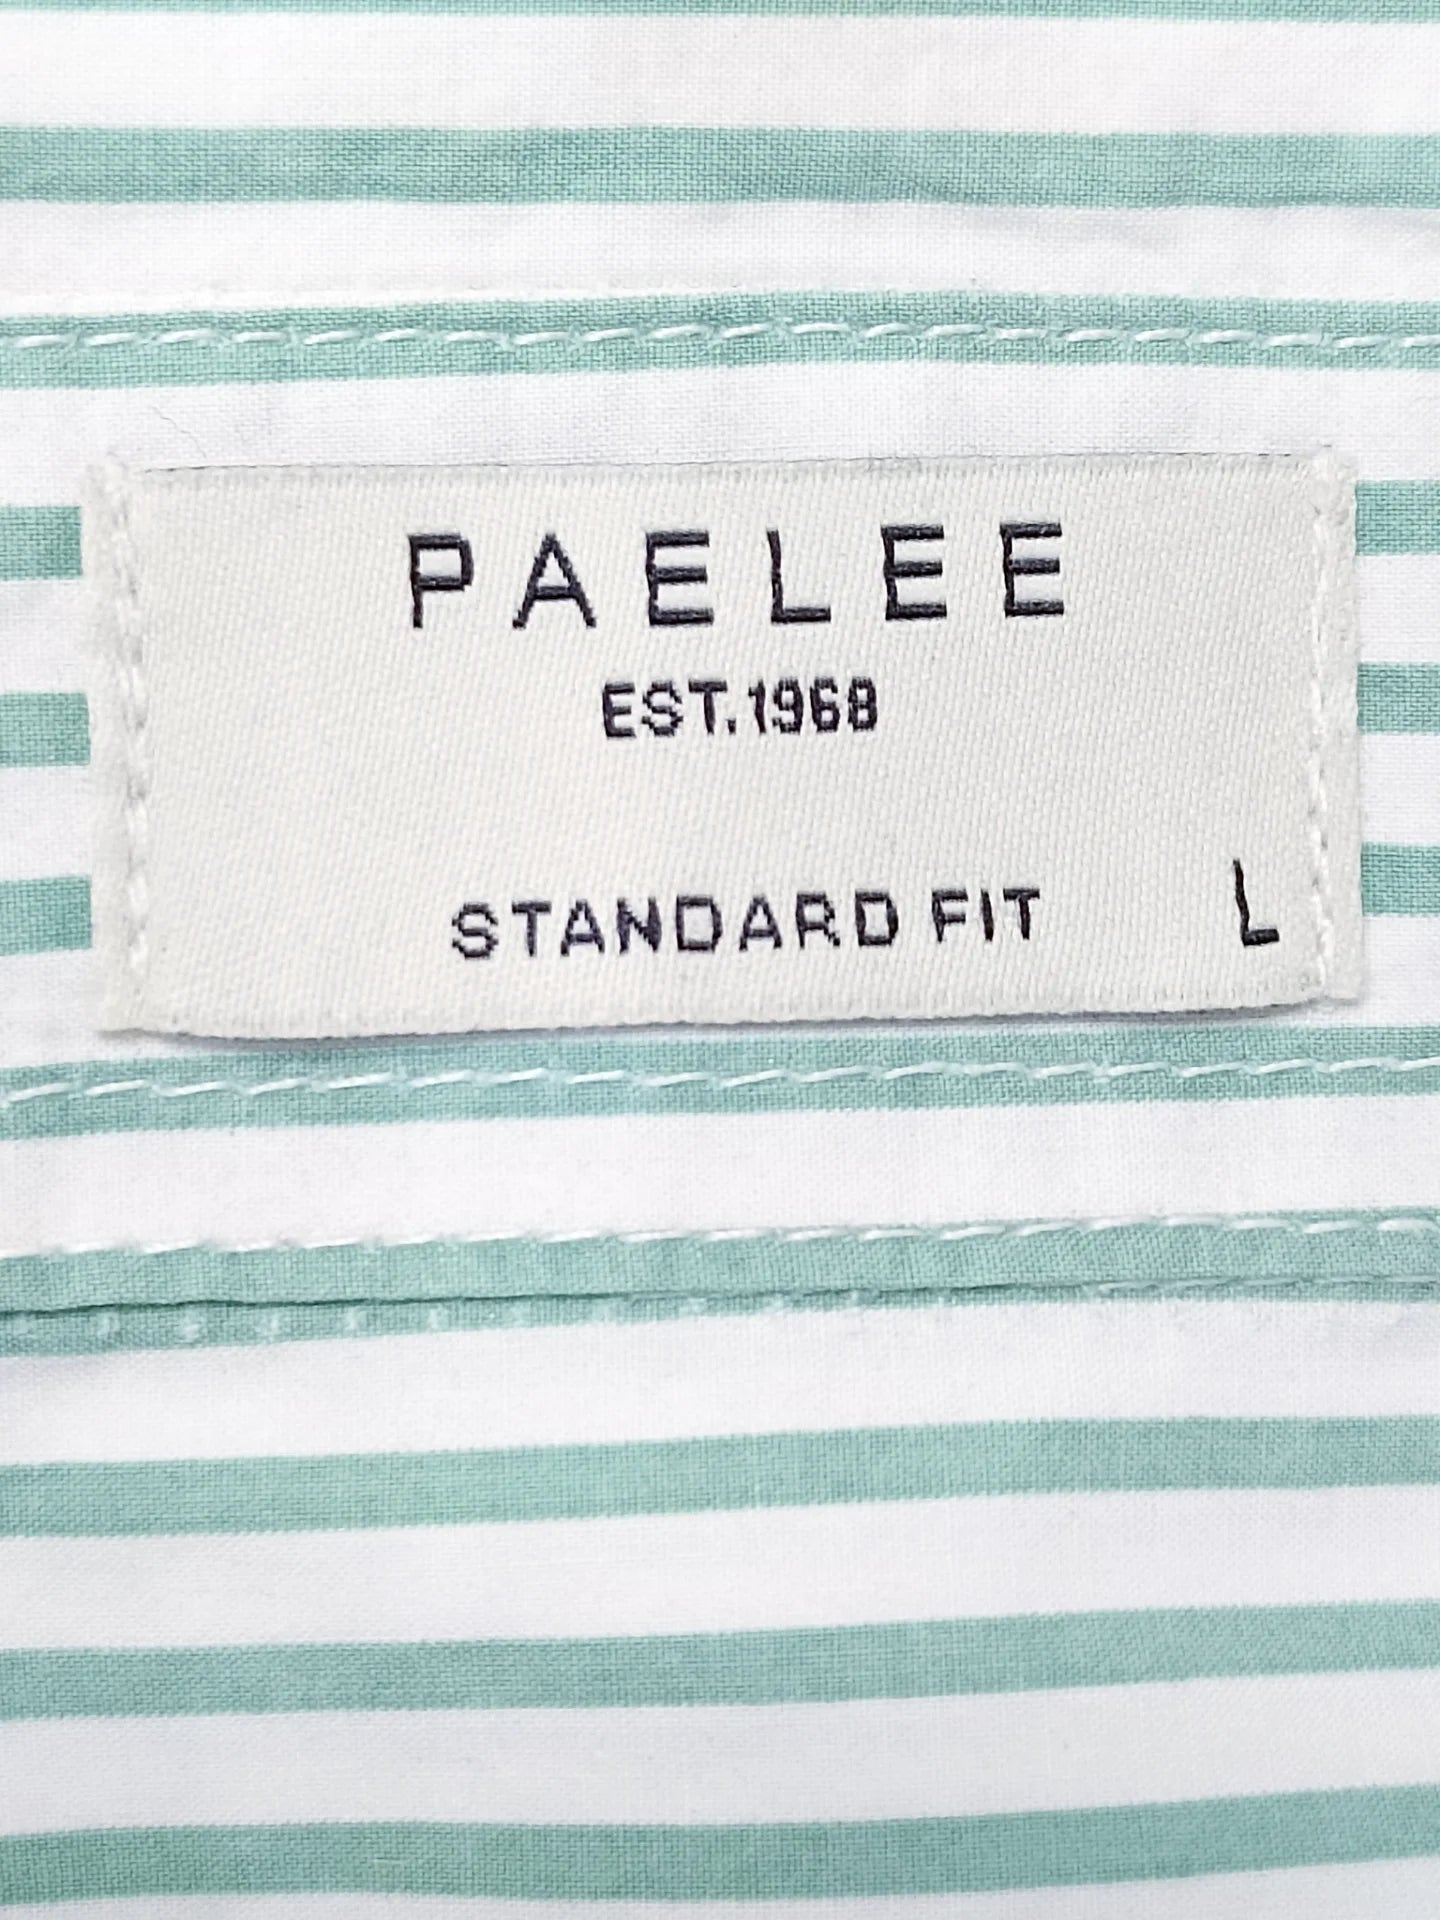 PAELEE
EST.1968
STANDARD FIT L